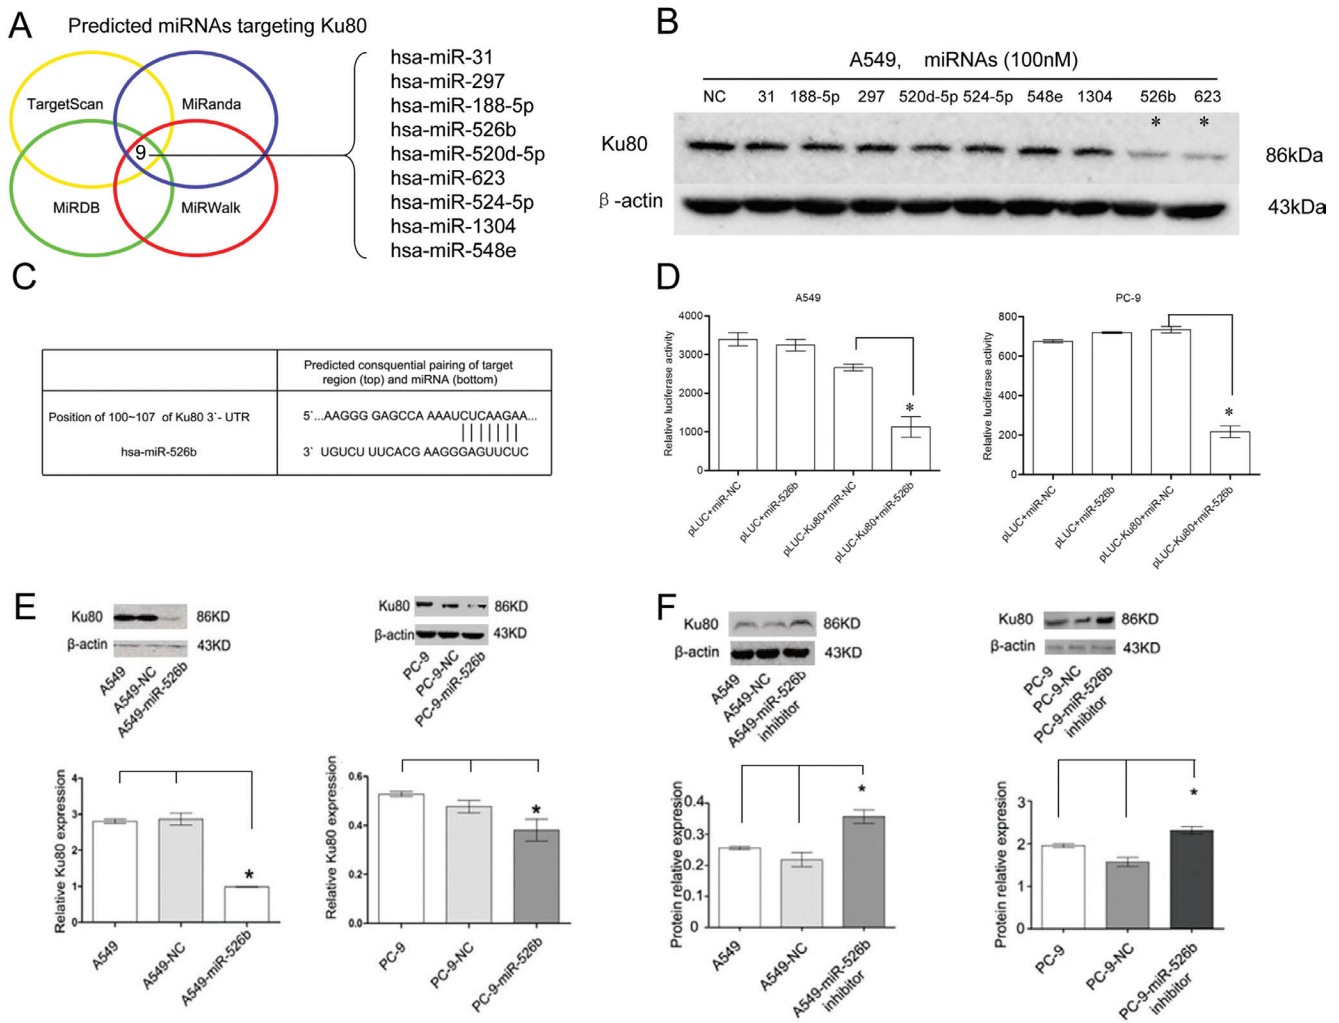 A
Predicted miRNAs targeting Ku80
TargetScan
MiRanda
9
MiRDB
MiRWalk
hsa-miR-31
hsa-miR-297
hsa-miR-188-5p
hsa-miR-526b
hsa-miR-520d-5p
hsa-miR-623
hsa-miR-524-5p
hsa-miR-1304
hsa-miR-548e
B
A549, miRNAs (100nM)
NC 31 188-5p 297 520d-5p 524-5p 548e 1304 526b 623
* *
Ku80 86kDa
β-actin 43kDa
C
Predicted consquential pairing of target
region (top) and miRNA (bottom)
Position of 100~107 of Ku80 3`- UTR
5`...AAGGG GAGCCA AAAUCUCAAGAA...
hsa-miR-526b
3` UGUCU UUCACG AAGGGAGUUCUC
D
A549
Relative luciferase activity
4000
3000
2000
1000
0
*
pLUC+miR-NC
pLUC+miR-526b
pLUC-Ku80+miR-NC
pLUC-Ku80+miR-526b
PC-9
Relative luciferase activity
800
600
400
200
0
*
pLUC+miR-NC
pLUC+miR-526b
pLUC-Ku80+miR-NC
pLUC-Ku80+miR-526b
E
Ku80 86KD
β-actin 43KD
A549
A549-NC
A549-miR-526b
Relative Ku80 expression
4
3
2
1
0
*
A549
A549-NC
A549-miR-526b
Ku80 86KD
β-actin 43KD
PC-9
PC-9-NC
PC-9-miR-526b
Relative Ku80 expression
0.6
0.4
0.2
0.0
*
PC-9
PC-9-NC
PC-9-miR-526b
F
Ku80 86KD
β-actin 43KD
A549
A549-NC
A549-miR-526b
inhibitor
Protein relative expression
0.4
0.3
0.2
0.1
0
*
A549
A549-NC
A549-miR-526b
inhibitor
Ku80 86KD
β-actin 43KD
PC-9
PC-9-NC
PC-9-miR-526b
inhibitor
Protein relative expresion
3
2
1
0
*
PC-9
PC-9-NC
PC-9-miR-526b
inhibitor